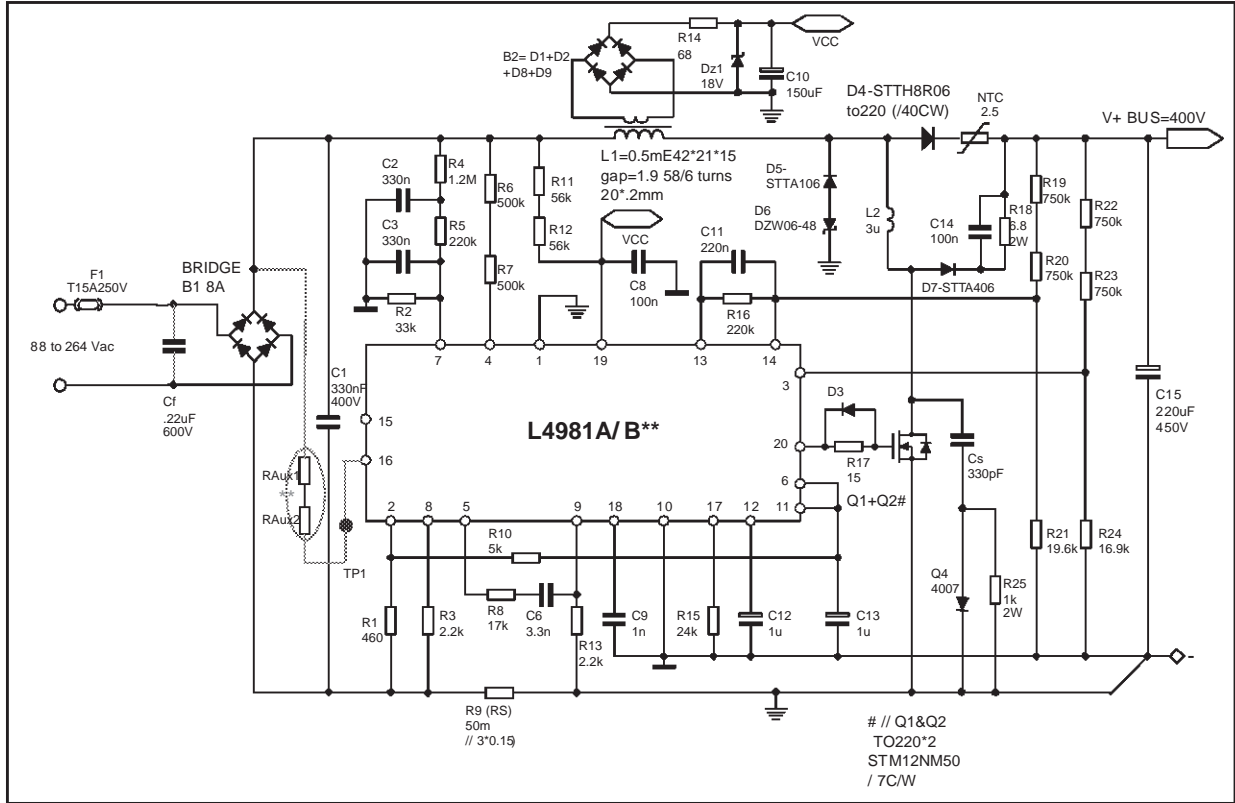 R14
68
VCC
B2= D1+D2
+D8+D9
Dz1
18V
C10
150uF
D4-STTH8R06
to220 (/40CW)
NTC
2.5
V+ BUS=400V
L1=0.5mE42*21*15
gap=1.9 58/6 turns
20*.2mm
C2
330n
R4
1.2M
R6
500k
R11
56k
D5-
STTA106
R19
750k
R22
750k
C3
330n
R5
220k
R12
56k
VCC
C11
220n
D6
DZW06-48
L2
3u
C14
100n
R18
6.8
2W
R7
500k
C8
100n
R20
750k
R23
750k
D7-STTA406
F1
T15A250V
BRIDGE
B1 8A
R2
33k
R16
220k
88 to 264 Vac
7
4
1
19
13
14
3
C1
330nF
400V
Cf
.22uF
600V
15
16
L4981A/ B**
D3
20
R17
15
C15
220uF
450V
Cs
330pF
RAux1
**
RAux2
6
11
Q1+Q2#
2
8
5
9
18
10
17
12
R10
5k
R21
19.6k
R24
16.9k
TP1
Q4
4007
R25
1k
2W
R1
460
R3
2.2k
R8
17k
C6
3.3n
R13
2.2k
C9
1n
R15
24k
C12
1u
C13
1u
-
R9 (RS)
50m
// 3*0.15)
# // Q1&Q2
TO220*2
STM12NM50
/ 7C/W